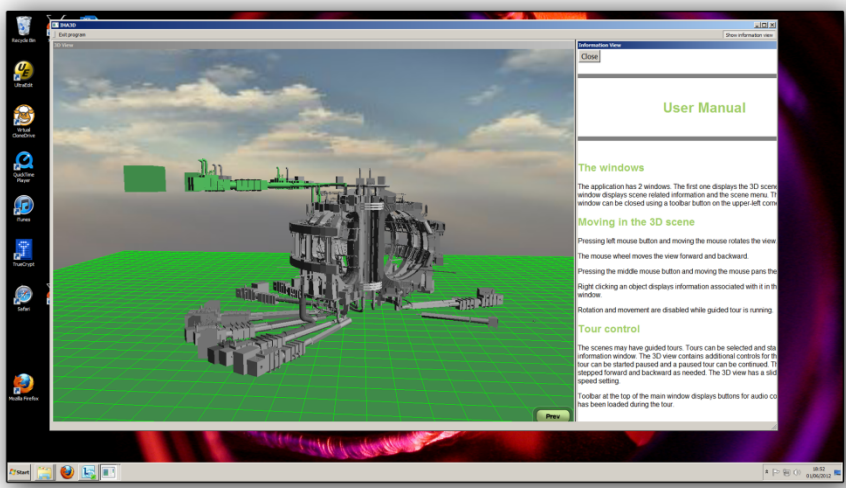 IHA3D
Exit program
Show information view
3D View
Information View
Close
User Manual
The windows
The application has 2 windows. The first one displays the 3D scene
window displays scene related information and the scene menu. Th
window can be closed using a toolbar button on the upper-left corne
Moving in the 3D scene
Pressing left mouse button and moving the mouse rotates the view
The mouse wheel moves the view forward and backward.
Pressing the middle mouse button and moving the mouse pans the
Right clicking an object displays information associated with it in th
window.
Rotation and movement are disabled while guided tour is running.
Tour control
The scenes may have guided tours. Tours can be selected and sta
information window. The 3D view contains additional controls for th
tour can be started paused and a paused tour can be continued. Th
stepped forward and backward as needed. The 3D view has a slid
speed setting.
Toolbar at the top of the main window displays buttons for audio co
has been loaded during the tour.
Prev
Recycle Bin
UltraEdit
Virtual
CloneDrive
QuickTime
Player
iTunes
TrueCrypt
Safari
Mozilla Firefox
Start
18:52
01/06/2012